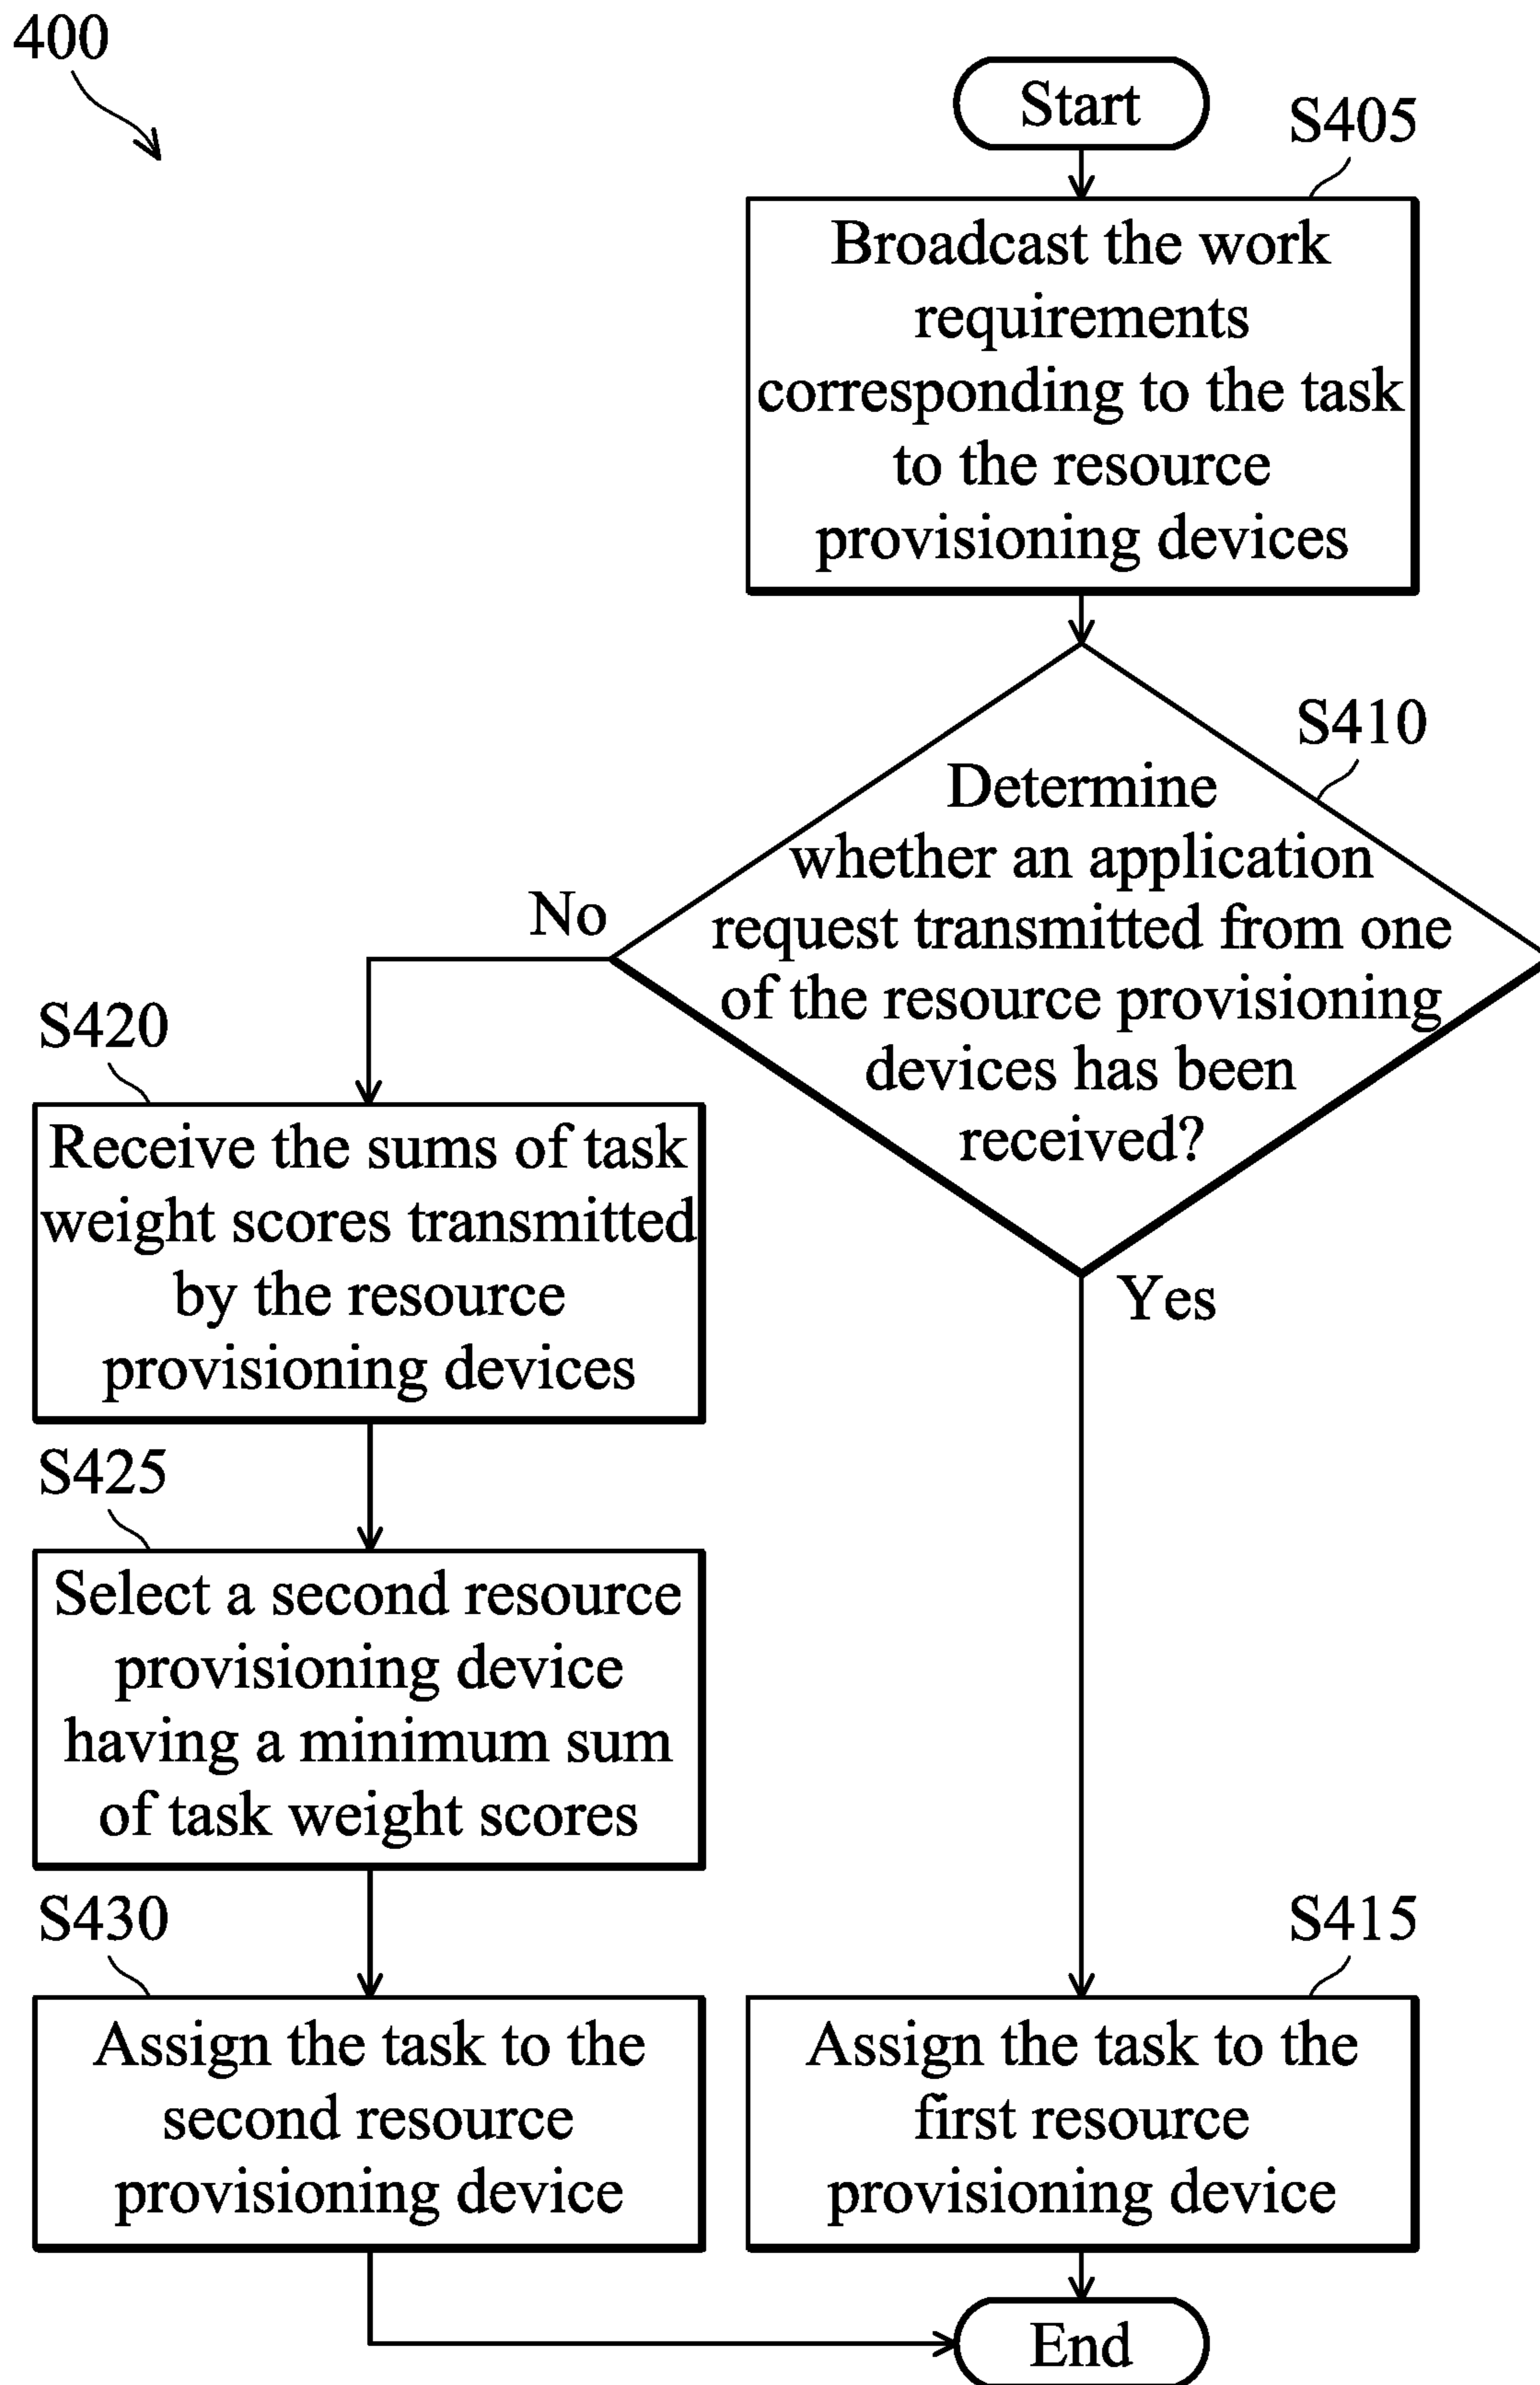 400
Start
S405
Broadcast the work
requirements
corresponding to the task
to the resource
provisioning devices
S410
Determine
whether an application
request transmitted from one
of the resource provisioning
devices has been
received?
No
Yes
S420
Receive the sums of task
weight scores transmitted
by the resource
provisioning devices
S425
Select a second resource
provisioning device
having a minimum sum
of task weight scores
S430
Assign the task to the
second resource
provisioning device
S415
Assign the task to the
first resource
provisioning device
End